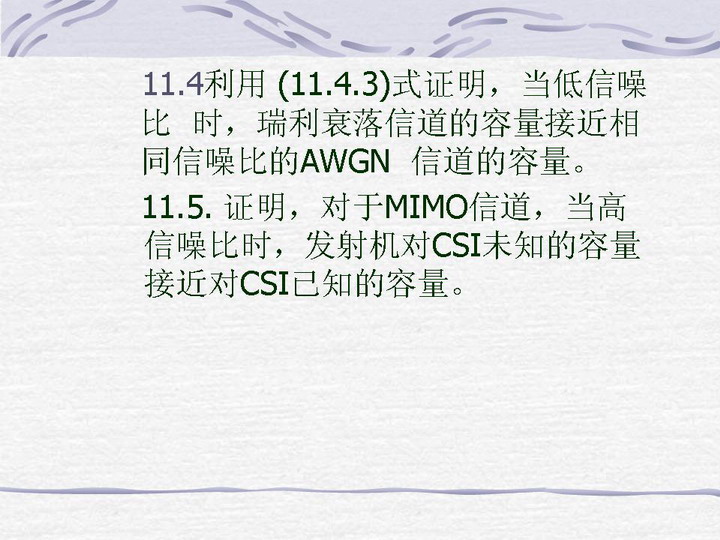 11.4利用 (11.4.3)式证明，当低信噪
比 时，瑞利衰落信道的容量接近相
同信噪比的AWGN 信道的容量。
11.5. 证明，对于MIMO信道，当高
信噪比时，发射机对CSI未知的容量
接近对CSI已知的容量。